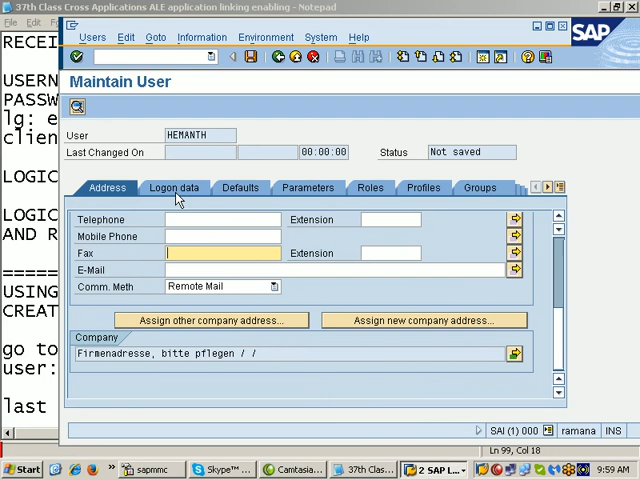 37th Class Cross Applications ALE application linking enabling - Notepad
File Edit
RECEI
USERN
PASSW
lg: e
clien
LOGIC
LOGIC
AND R
USING
CREAT
go to
user:
last
Users Edit Goto Information Environment System Help
SAP
Maintain User
User HEMANTH
Last Changed On 00:00:00 Status Not saved
Address Logon data Defaults Parameters Roles Profiles Groups
Telephone Extension
Mobile Phone
Fax Extension
E-Mail
Comm. Meth Remote Mail
Assign other company address... Assign new company address...
Company
Firmenadresse, bitte pflegen / /
SAI (1) 000 ramana INS
Ln 99, Col 18
Start sapmmc Skype™ ... Camtasia... 37th Clas... 2 SAP L... 9:59 AM